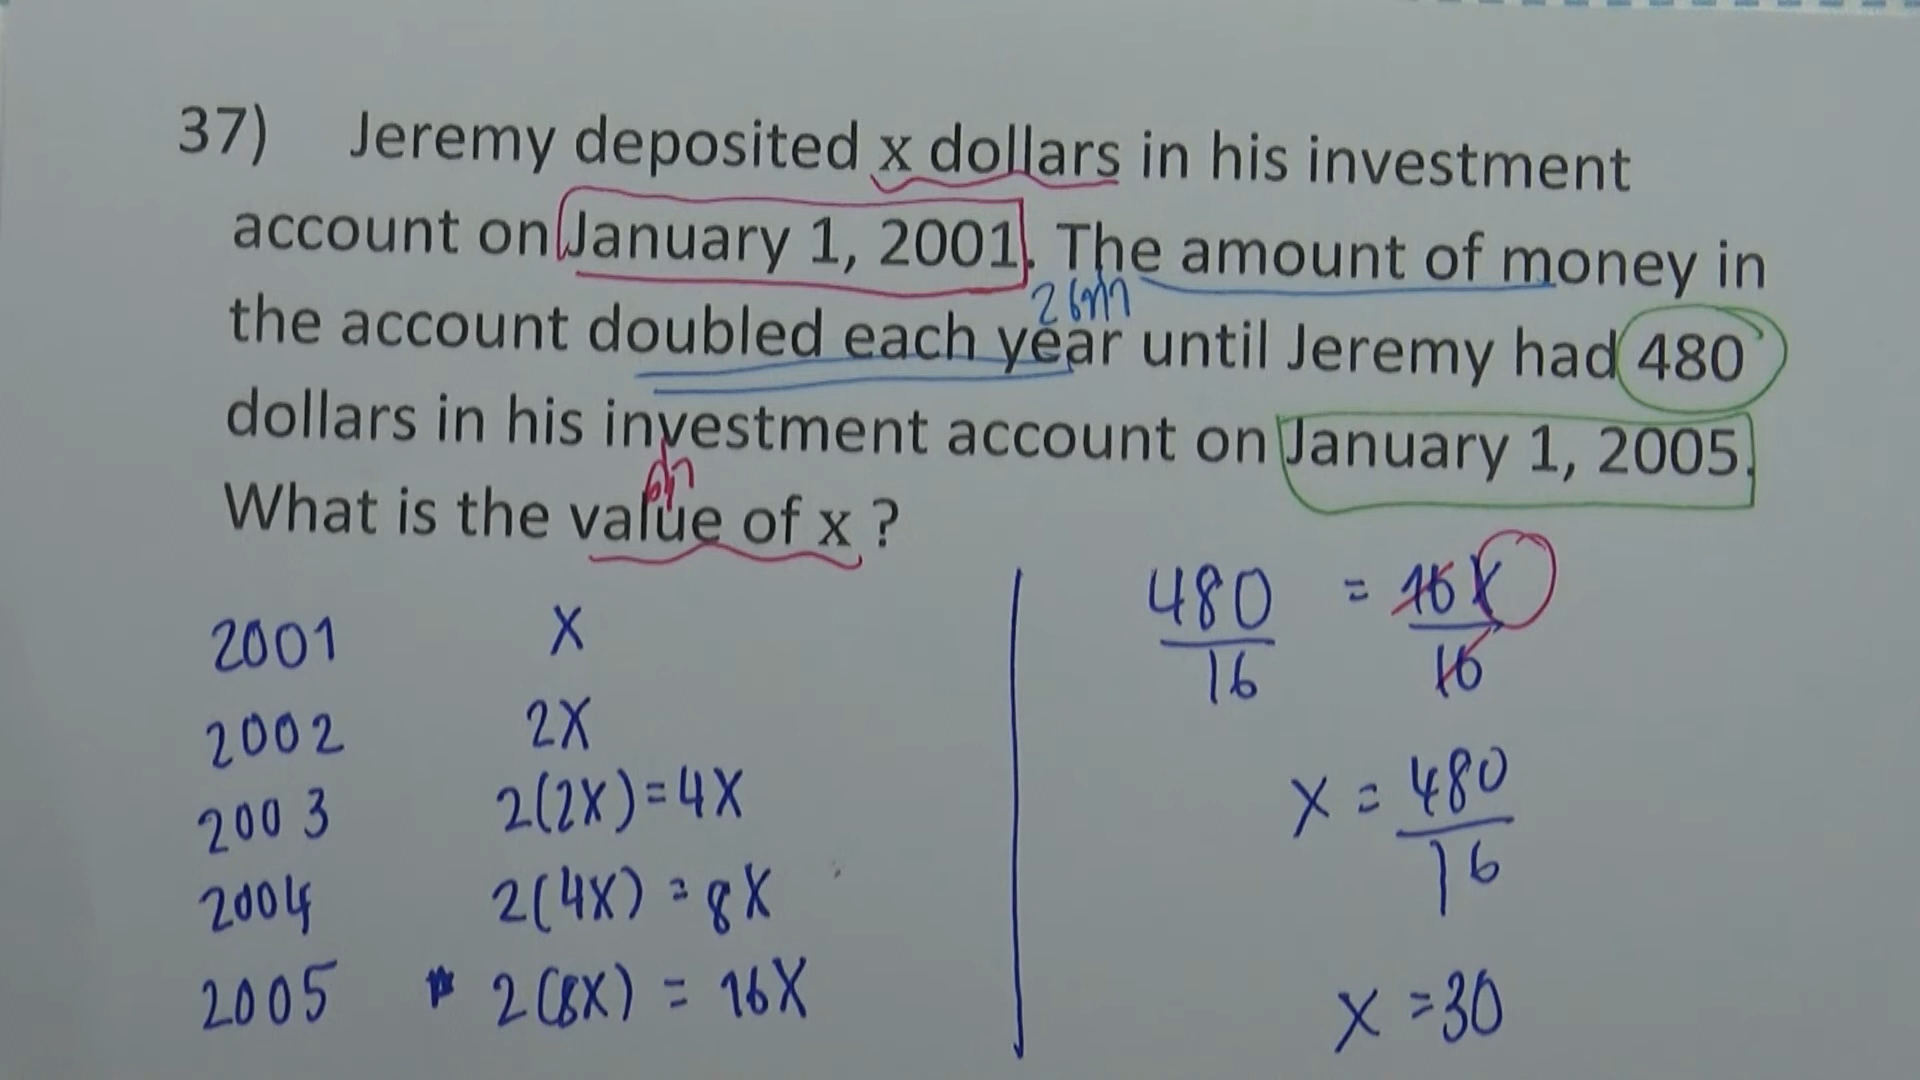 37) Jeremy deposited x dollars in his investment
account on January 1, 2001. The amount of money in
the account doubled each year until Jeremy had 480
dollars in his investment account on January 1, 2005.
What is the value of x ?
2001 X
2002 2X
2003 2(2X)=4X
2004 2(4X) = 8X
2005 2(8X) = 16X
480 = 16X
16 16
X = 480
16
X = 30